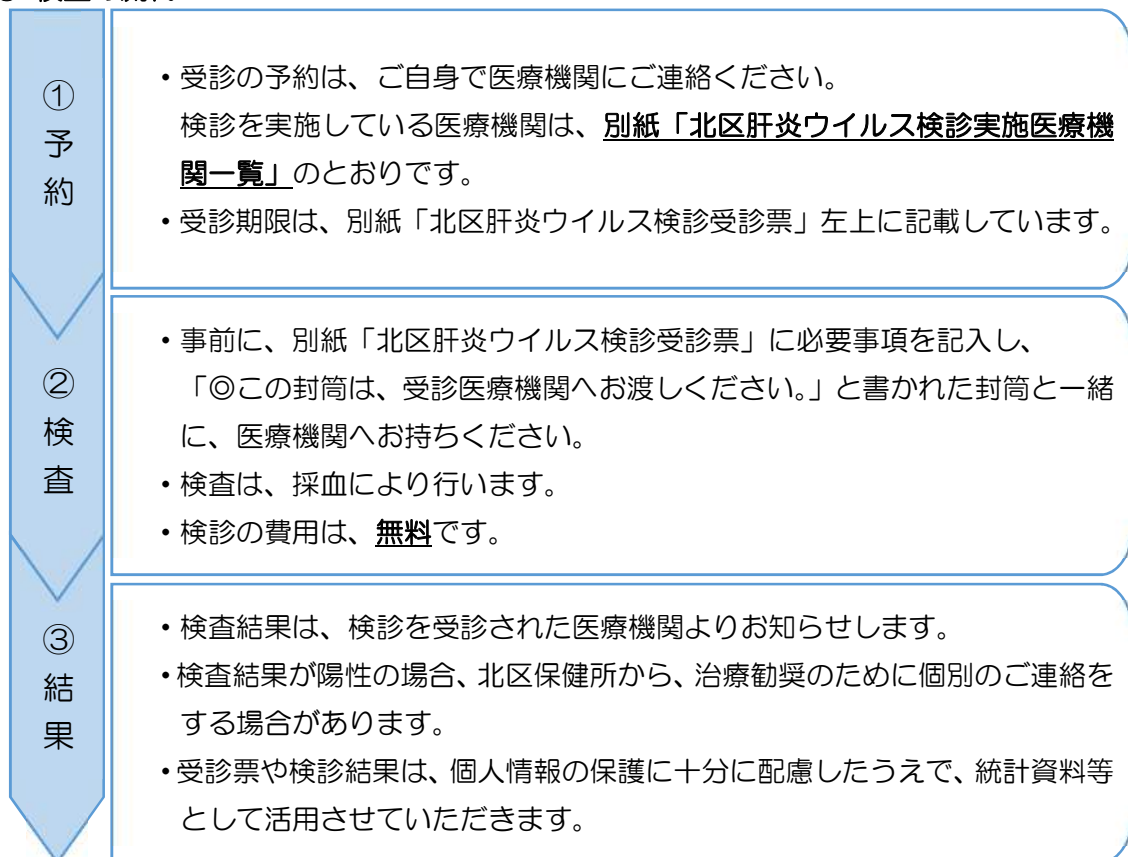 ①
予
約
・受診の予約は、ご自身で医療機関にご連絡ください。
検診を実施している医療機関は、別紙「北区肝炎ウイルス検診実施医療機
関一覧」のとおりです。
・受診期限は、別紙「北区肝炎ウイルス検診受診票」左上に記載しています。
②
検
査
・事前に、別紙「北区肝炎ウイルス検診受診票」に必要事項を記入し、
「◎この封筒は、受診医療機関へお渡しください。」と書かれた封筒と一緒
に、医療機関へお持ちください。
・検査は、採血により行います。
・検診の費用は、無料です。
③
結
果
・検査結果は、検診を受診された医療機関よりお知らせします。
・検査結果が陽性の場合、北区保健所から、治療勧奨のために個別のご連絡を
する場合があります。
・受診票や検診結果は、個人情報の保護に十分に配慮したうえで、統計資料等
として活用させていただきます。